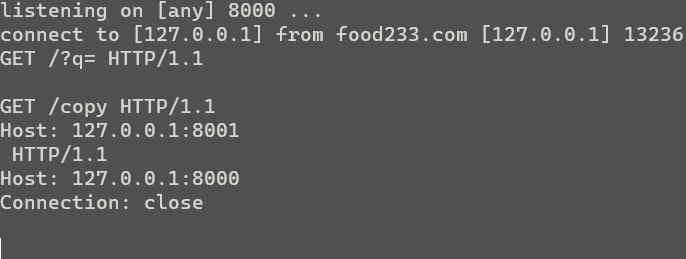 listening on [any] 8000 ...
connect to [127.0.0.1] from food233.com [127.0.0.1] 13236
GET /?q= HTTP/1.1
GET /copy HTTP/1.1
Host: 127.0.0.1:8001
HTTP/1.1
Host: 127.0.0.1:8000
Connection: close